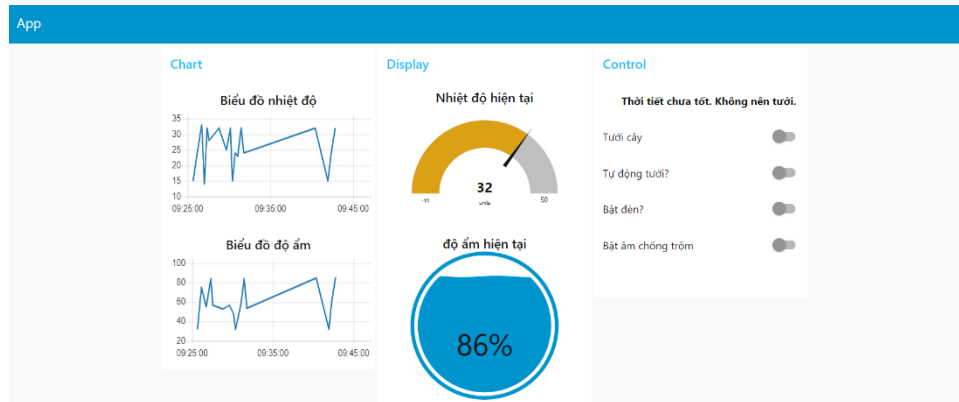 App
Chart
Biểu đồ nhiệt độ
35
30
25
20
15
10
09:25:00
09:35:00
09:45:00
Biểu đồ độ ẩm
100
80
60
40
20
09:25:00
09:35:00
09:45:00
Display
Nhiệt độ hiện tại
32
units
50
độ ẩm hiện tại
86%
Control
Thời tiết chưa tốt. Không nên tưới.
Tưới cây
Tự động tưới?
Bật đèn?
Bật âm chống trộm